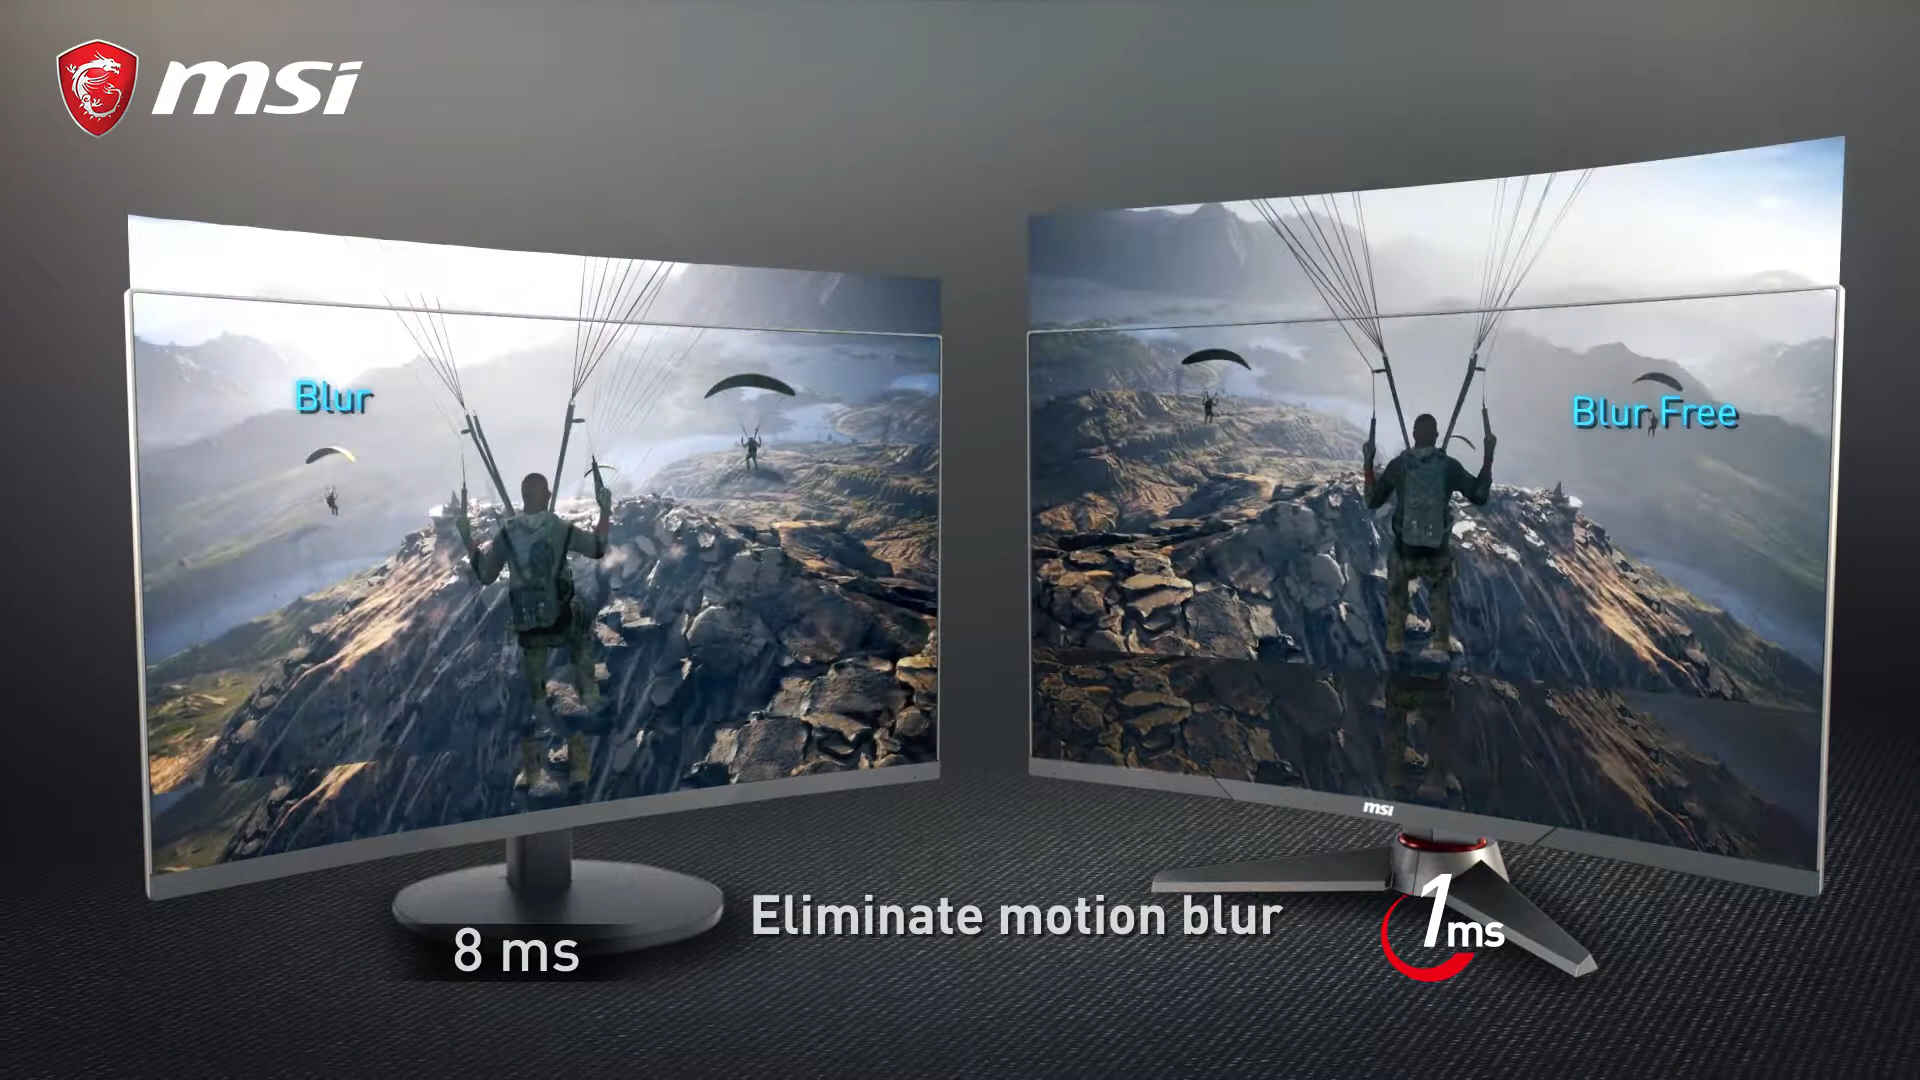 msi
Blur
Blur Free
msi
Eliminate motion blur
8 ms
1ms